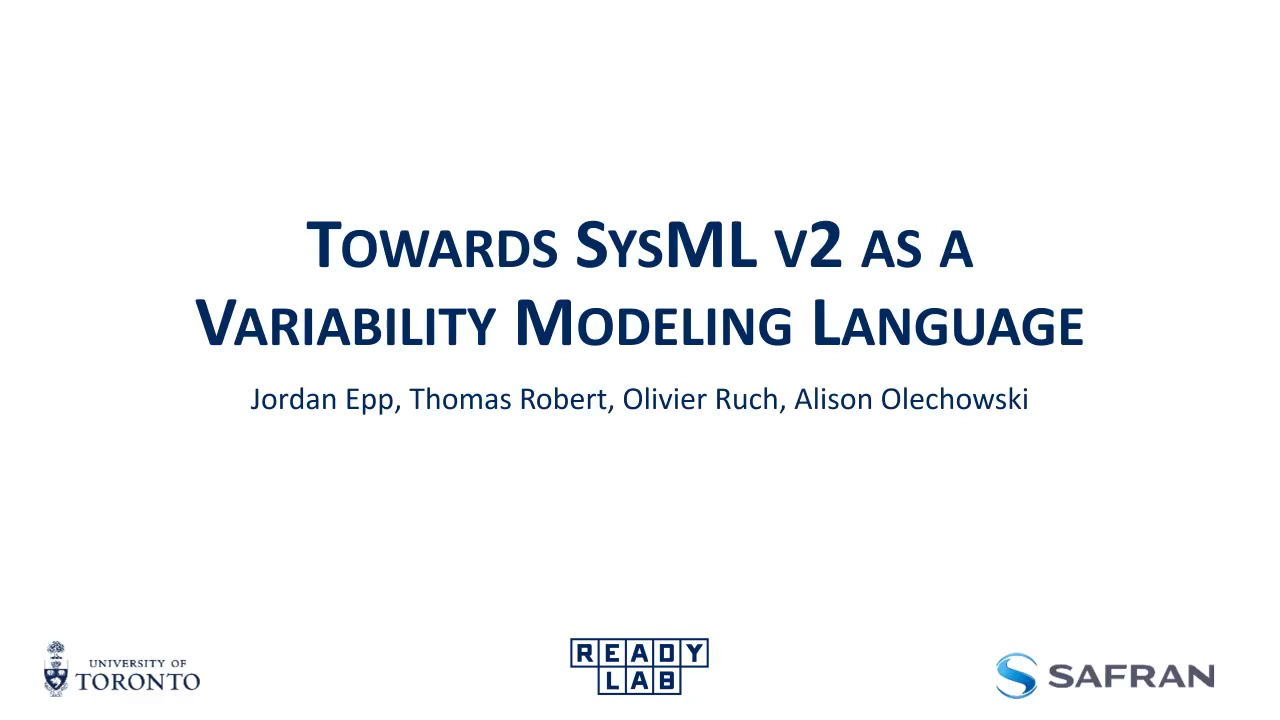 Towards SysML v2 as a
Variability Modeling Language
Jordan Epp, Thomas Robert, Olivier Ruch, Alison Olechowski
UNIVERSITY OF
TORONTO
READY
LAB
SAFRAN